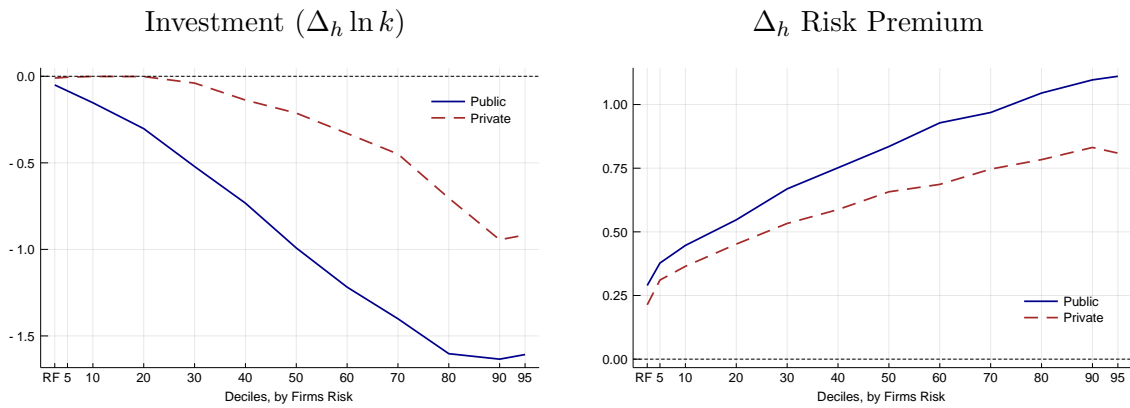 Investment (Δ_h ln k)
0.0
- 0.5
- 1.0
- 1.5
Public
Private
RF 5 10 20 30 40 50 60 70 80 90 95
Deciles, by Firms Risk
Δ_h Risk Premium
1.00
0.75
0.50
0.25
0.00
Public
Private
RF 5 10 20 30 40 50 60 70 80 90 95
Deciles, by Firms Risk